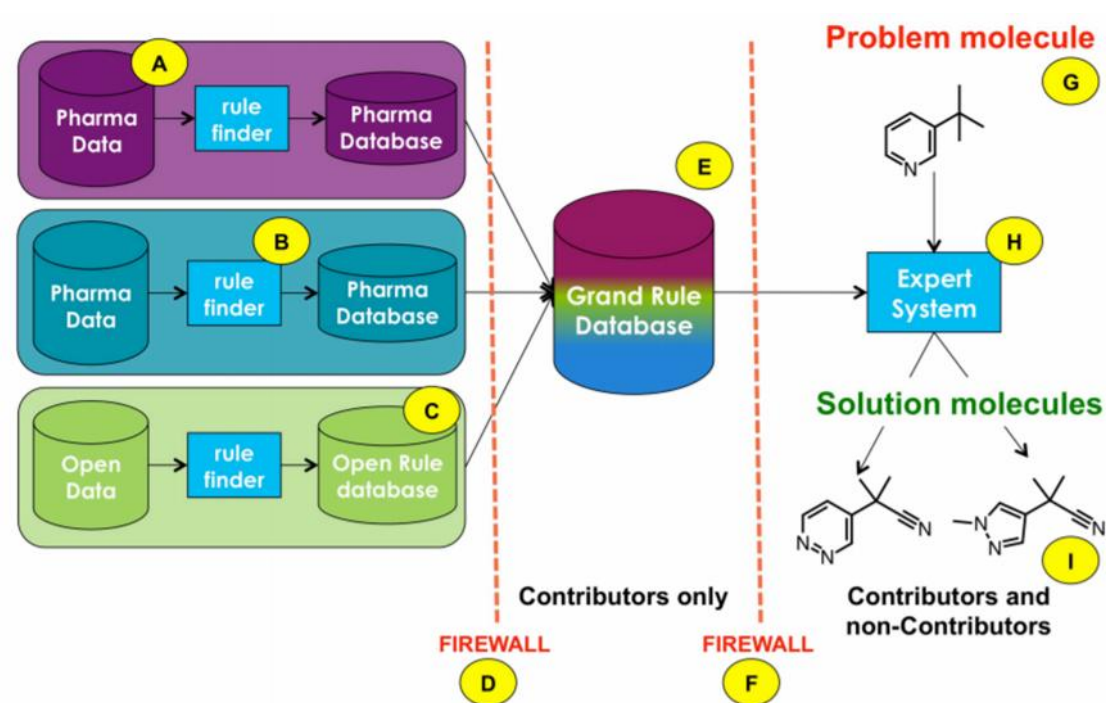 A
Pharma
Data
rule
finder
Pharma
Database
B
Pharma
Data
rule
finder
Pharma
Database
C
Open
Data
rule
finder
Open Rule
database
E
Grand Rule
Database
Contributors only
FIREWALL
D
FIREWALL
F
Problem molecule
G
N
H
Expert
System
Solution molecules
N
N
N
N
N
N
I
Contributors and
non-Contributors